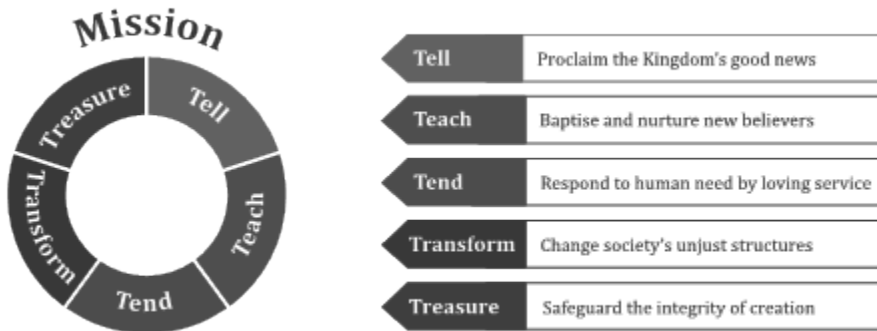 Mission
Treasure
Tell
Transform
Teach
Tend
Tell Proclaim the Kingdom's good news
Teach Baptise and nurture new believers
Tend Respond to human need by loving service
Transform Change society's unjust structures
Treasure Safeguard the integrity of creation